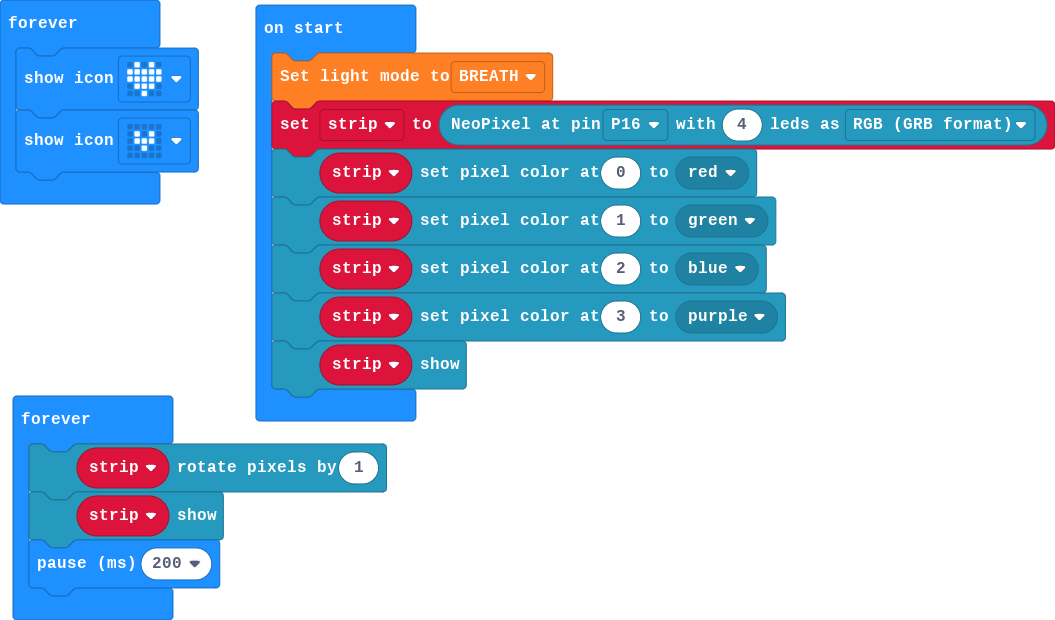 forever
show icon
show icon
on start
Set light mode to BREATH
set strip to NeoPixel at pin P16 with 4 leds as RGB (GRB format)
strip set pixel color at 0 to red
strip set pixel color at 1 to green
strip set pixel color at 2 to blue
strip set pixel color at 3 to purple
strip show
forever
strip rotate pixels by 1
strip show
pause (ms) 200